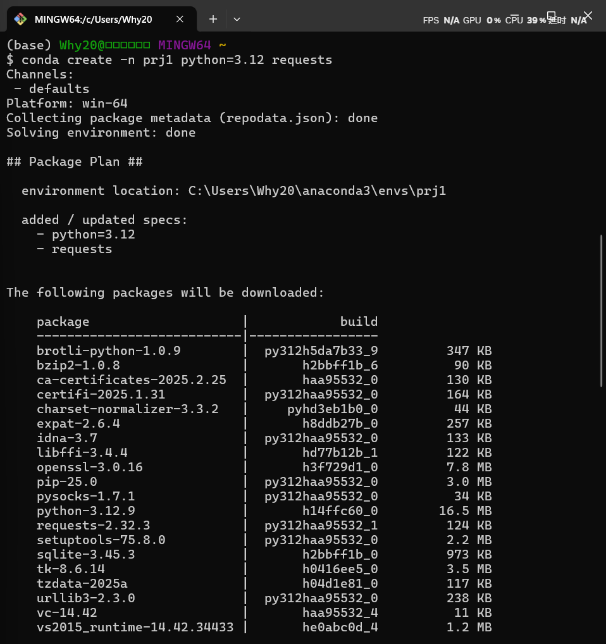 MINGW64:/c/Users/Why20
FPS N/A GPU 0% CPU 39% 延时 N/A
(base) Why20@□□□□□□ MINGW64 ~
$ conda create -n prj1 python=3.12 requests
Channels:
- defaults
Platform: win-64
Collecting package metadata (repodata.json): done
Solving environment: done
## Package Plan ##
environment location: C:\Users\Why20\anaconda3\envs\prj1
added / updated specs:
- python=3.12
- requests
The following packages will be downloaded:
package | build
---------------------------|-----------------
brotli-python-1.0.9 | py312h5da7b33_9 347 KB
bzip2-1.0.8 | h2bbff1b_6 90 KB
ca-certificates-2025.2.25 | haa95532_0 130 KB
certifi-2025.1.31 | py312haa95532_0 164 KB
charset-normalizer-3.3.2 | pyhd3eb1b0_0 44 KB
expat-2.6.4 | h8ddb27b_0 257 KB
idna-3.7 | py312haa95532_0 133 KB
libffi-3.4.4 | hd77b12b_1 122 KB
openssl-3.0.16 | h3f729d1_0 7.8 MB
pip-25.0 | py312haa95532_0 3.0 MB
pysocks-1.7.1 | py312haa95532_0 34 KB
python-3.12.9 | h14ffc60_0 16.5 MB
requests-2.32.3 | py312haa95532_1 124 KB
setuptools-75.8.0 | py312haa95532_0 2.2 MB
sqlite-3.45.3 | h2bbff1b_0 973 KB
tk-8.6.14 | h0416ee5_0 3.5 MB
tzdata-2025a | h04d1e81_0 117 KB
urllib3-2.3.0 | py312haa95532_0 238 KB
vc-14.42 | haa95532_4 11 KB
vs2015_runtime-14.42.34433 | he0abc0d_4 1.2 MB